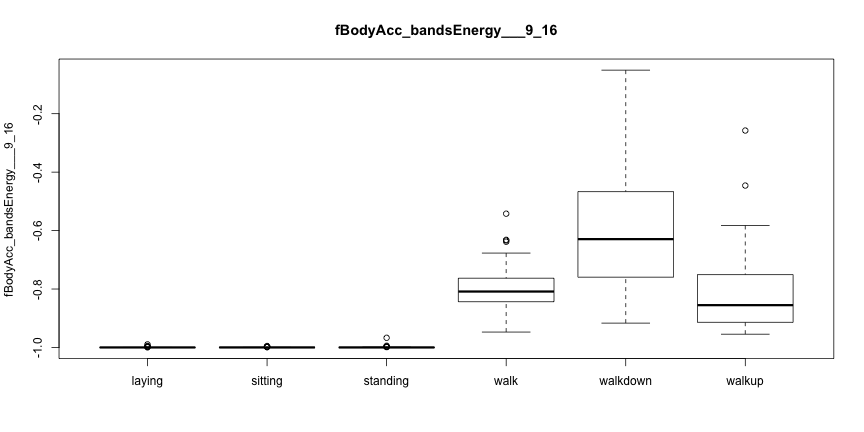 fBodyAcc_bandsEnergy___9_16
fBodyAcc_bandsEnergy___9_16
-0.2
-0.4
-0.6
-0.8
-1.0
laying sitting standing walk walkdown walkup